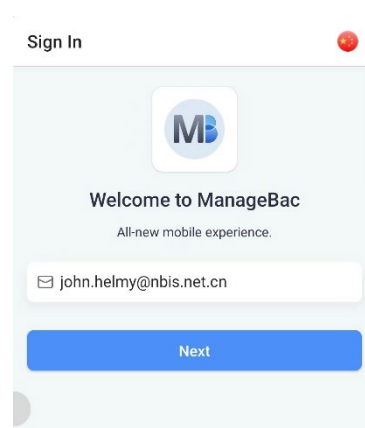 Sign In
MB
Welcome to ManageBac
All-new mobile experience.
john.helmy@nbis.net.cn
Next